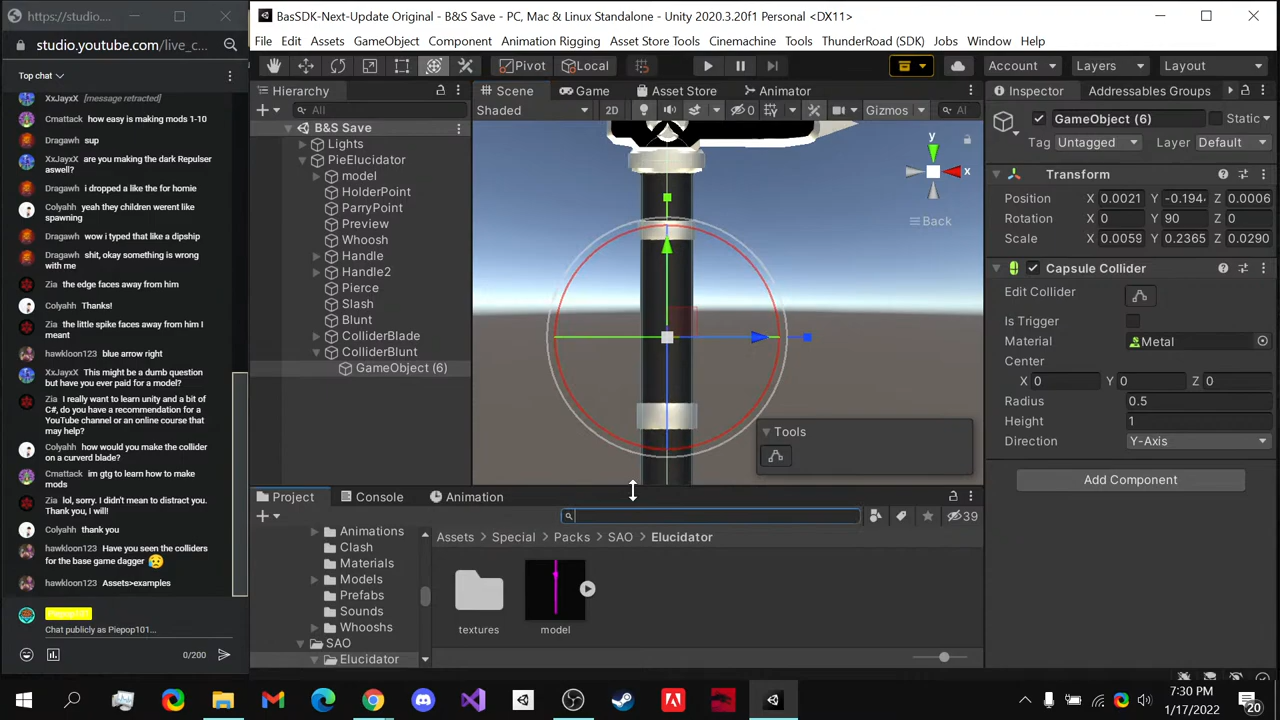 https://studio....
studio.youtube.com/live_c...
Top chat
XxJayxX [message retracted]
Cmattack how easy is making mods 1-10
Dragawh sup
XxJayxX are you making the dark Repulser
aswell?
Dragawh i dropped a like the for homie
Colyahh yeah they children werent like
spawning
Dragawh wow i typed that like a dipship
Dragawh shit, okay something is wrong
with me
Zia the edge faces away from him
Colyahh Thanks!
Zia the little spike faces away from him I
meant
hawkloon123 blue arrow right
XxJayxX This might be a dumb question
but have you ever paid for a model?
Zia I really want to learn unity and a bit of
C#, do you have a recommendation for a
YouTube channel or an online course that
may help?
Colyahh how would you make the collider
on a curverd blade?
Cmattack im gtg to learn how to make
mods
Zia lol, sorry. I didn't mean to distract you.
Thank you, I will!
Colyahh thank you
hawkloon123 Have you seen the colliders
for the base game dagger
hawkloon123 Assets>examples
Piepop101
Chat publicly as Piepop101...
0/200
BasSDK-Next-Update Original - B&S Save - PC, Mac & Linux Standalone - Unity 2020.3.20f1 Personal <DX11>
File Edit Assets GameObject Component Animation Rigging Asset Store Tools Cinemachine Tools ThunderRoad (SDK) Jobs Window Help
Pivot Local Account Layers Layout
Hierarchy
All
B&S Save
Lights
PieElucidator
model
HolderPoint
ParryPoint
Preview
Whoosh
Handle
Handle2
Pierce
Slash
Blunt
ColliderBlade
ColliderBlunt
GameObject (6)
Scene Game Asset Store Animator
Shaded 2D 0 Gizmos Al
y
x
Back
Tools
Inspector Addressables Groups
GameObject (6) Static
Tag Untagged Layer Default
Transform
Position X 0.0021 Y -0.194 Z 0.0006
Rotation X 0 Y 90 Z 0
Scale X 0.0059 Y 0.2365 Z 0.0290
Capsule Collider
Edit Collider
Is Trigger
Material Metal
Center
X 0 Y 0 Z 0
Radius 0.5
Height 1
Direction Y-Axis
Add Component
Project Console Animation
39
Animations
Clash
Materials
Models
Prefabs
Sounds
Whooshs
SAO
Elucidator
Assets > Special > Packs > SAO > Elucidator
textures
model
7:30 PM
1/17/2022
20